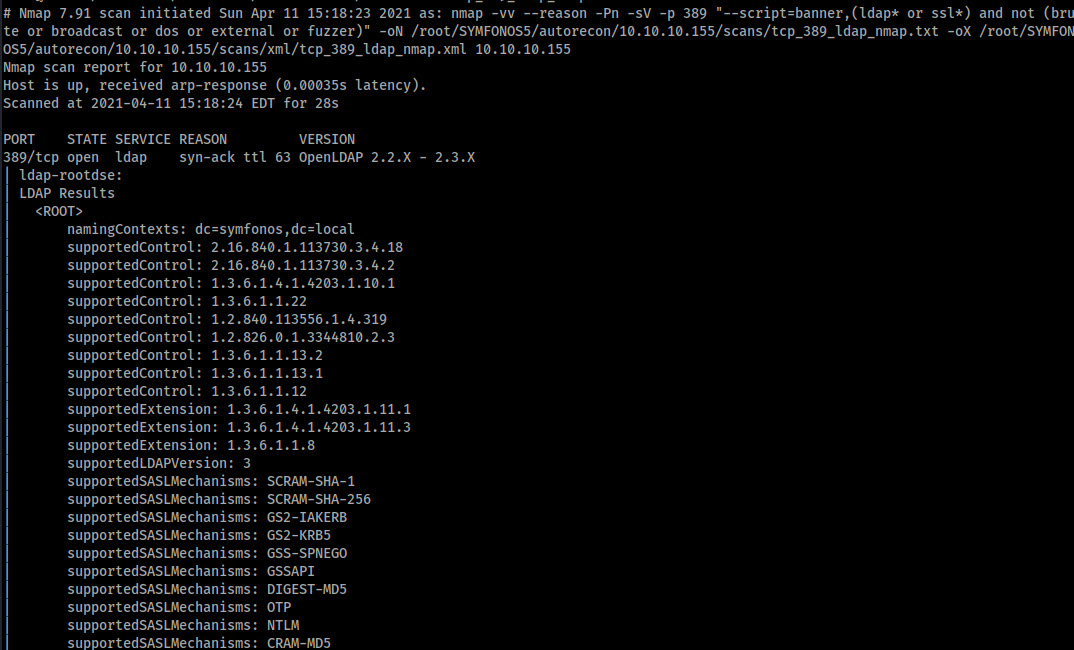 # Nmap 7.91 scan initiated Sun Apr 11 15:18:23 2021 as: nmap -vv --reason -Pn -sV -p 389 "--script=banner,(ldap* or ssl*) and not (bru
te or broadcast or dos or external or fuzzer)" -oN /root/SYMFONOS5/autorecon/10.10.10.155/scans/tcp_389_ldap_nmap.txt -oX /root/SYMFON
OS5/autorecon/10.10.10.155/scans/xml/tcp_389_ldap_nmap.xml 10.10.10.155
Nmap scan report for 10.10.10.155
Host is up, received arp-response (0.00035s latency).
Scanned at 2021-04-11 15:18:24 EDT for 28s
PORT    STATE SERVICE REASON         VERSION
389/tcp open  ldap    syn-ack ttl 63 OpenLDAP 2.2.X - 2.3.X
| ldap-rootdse:
| LDAP Results
|   <ROOT>
|       namingContexts: dc=symfonos,dc=local
|       supportedControl: 2.16.840.1.113730.3.4.18
|       supportedControl: 2.16.840.1.113730.3.4.2
|       supportedControl: 1.3.6.1.4.1.4203.1.10.1
|       supportedControl: 1.3.6.1.1.22
|       supportedControl: 1.2.840.113556.1.4.319
|       supportedControl: 1.2.826.0.1.3344810.2.3
|       supportedControl: 1.3.6.1.1.13.2
|       supportedControl: 1.3.6.1.1.13.1
|       supportedControl: 1.3.6.1.1.12
|       supportedExtension: 1.3.6.1.4.1.4203.1.11.1
|       supportedExtension: 1.3.6.1.4.1.4203.1.11.3
|       supportedExtension: 1.3.6.1.1.8
|       supportedLDAPVersion: 3
|       supportedSASLMechanisms: SCRAM-SHA-1
|       supportedSASLMechanisms: SCRAM-SHA-256
|       supportedSASLMechanisms: GS2-IAKERB
|       supportedSASLMechanisms: GS2-KRB5
|       supportedSASLMechanisms: GSS-SPNEGO
|       supportedSASLMechanisms: GSSAPI
|       supportedSASLMechanisms: DIGEST-MD5
|       supportedSASLMechanisms: OTP
|       supportedSASLMechanisms: NTLM
|       supportedSASLMechanisms: CRAM-MD5